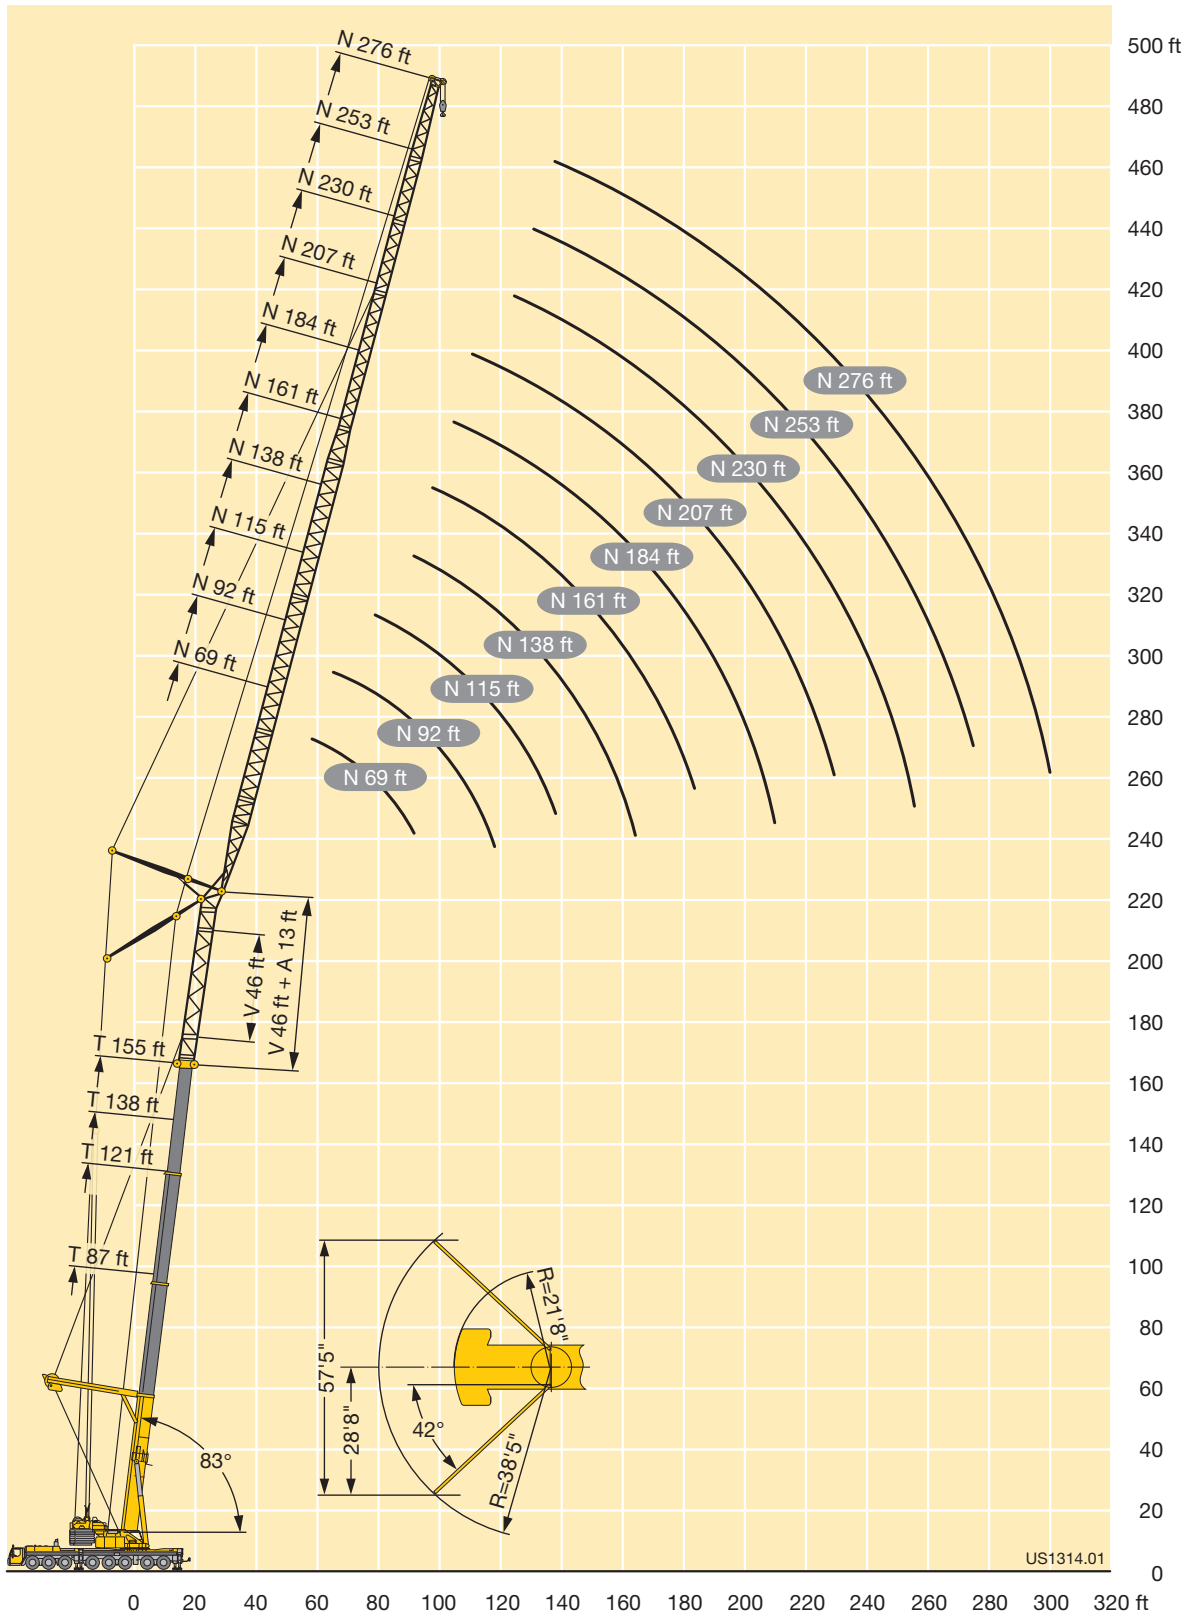 N 276 ft
N 253 ft
N 230 ft
N 207 ft
N 184 ft
N 161 ft
N 138 ft
N 115 ft
N 92 ft
N 69 ft
500 ft
480
460
440
420
400
380
360
340
320
300
280
260
240
220
200
180
160
140
120
100
80
60
40
20
0
N 276 ft
N 253 ft
N 230 ft
N 207 ft
N 184 ft
N 161 ft
N 138 ft
N 115 ft
N 92 ft
N 69 ft
V 46 ft
V 46 ft + A 13 ft
T 155 ft
T 138 ft
T 121 ft
T 87 ft
83°
57'5"
28'8"
42°
R=21'8"
R=38'5"
US1314.01
0 20 40 60 80 100 120 140 160 180 200 220 240 260 280 300 320 ft